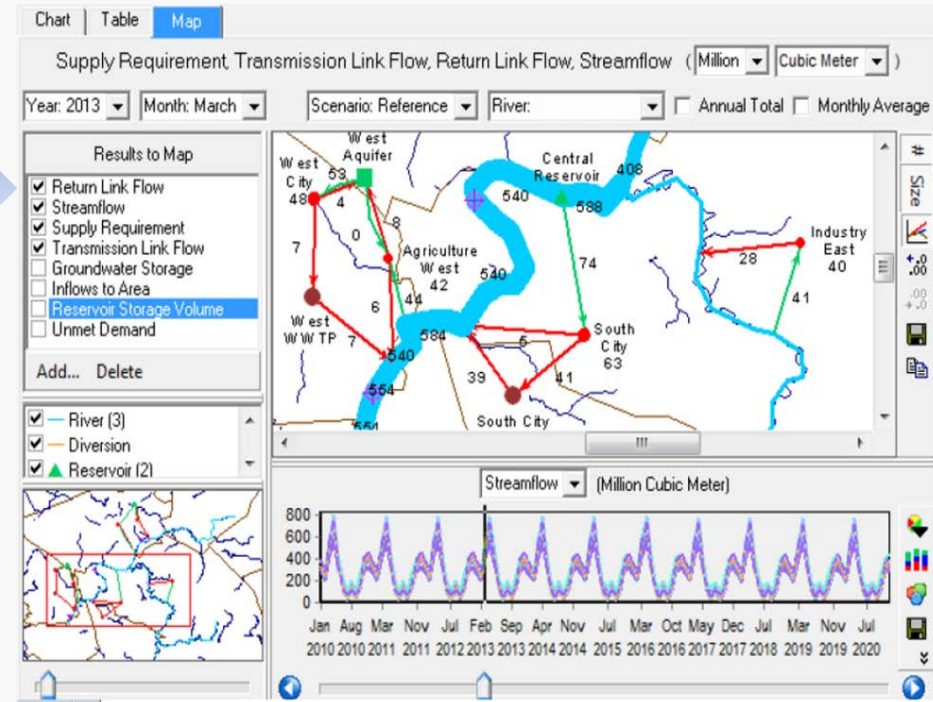 Chart Table Map
Supply Requirement, Transmission Link Flow, Return Link Flow, Streamflow ( Million Cubic Meter )
Year: 2013 Month: March Scenario: Reference River: Annual Total Monthly Average
Results to Map
Return Link Flow
Streamflow
Supply Requirement
Transmission Link Flow
Groundwater Storage
Inflows to Area
Reservoir Storage Volume
Unmet Demand
Add... Delete
River (3)
Diversion
Reservoir (2)
West
Aquifer
West
City
48
53
4
0
8
7
Agriculture
West
42
6
44
West
WWTP
7
540
584
554
551
540
540
Central
Reservoir
588
408
74
South
City
63
5
39
41
South City
28
Industry
East
40
41
#
Size
+.0
.00
.00
+.0
Streamflow (Million Cubic Meter)
800
600
400
200
0
Jan Aug Mar Nov Jul Feb Sep Apr Nov Jul Mar Oct May Dec Jul Mar Nov Jul
2010 2010 2011 2011 2012 2013 2013 2014 2014 2015 2016 2016 2017 2017 2018 2019 2019 2020